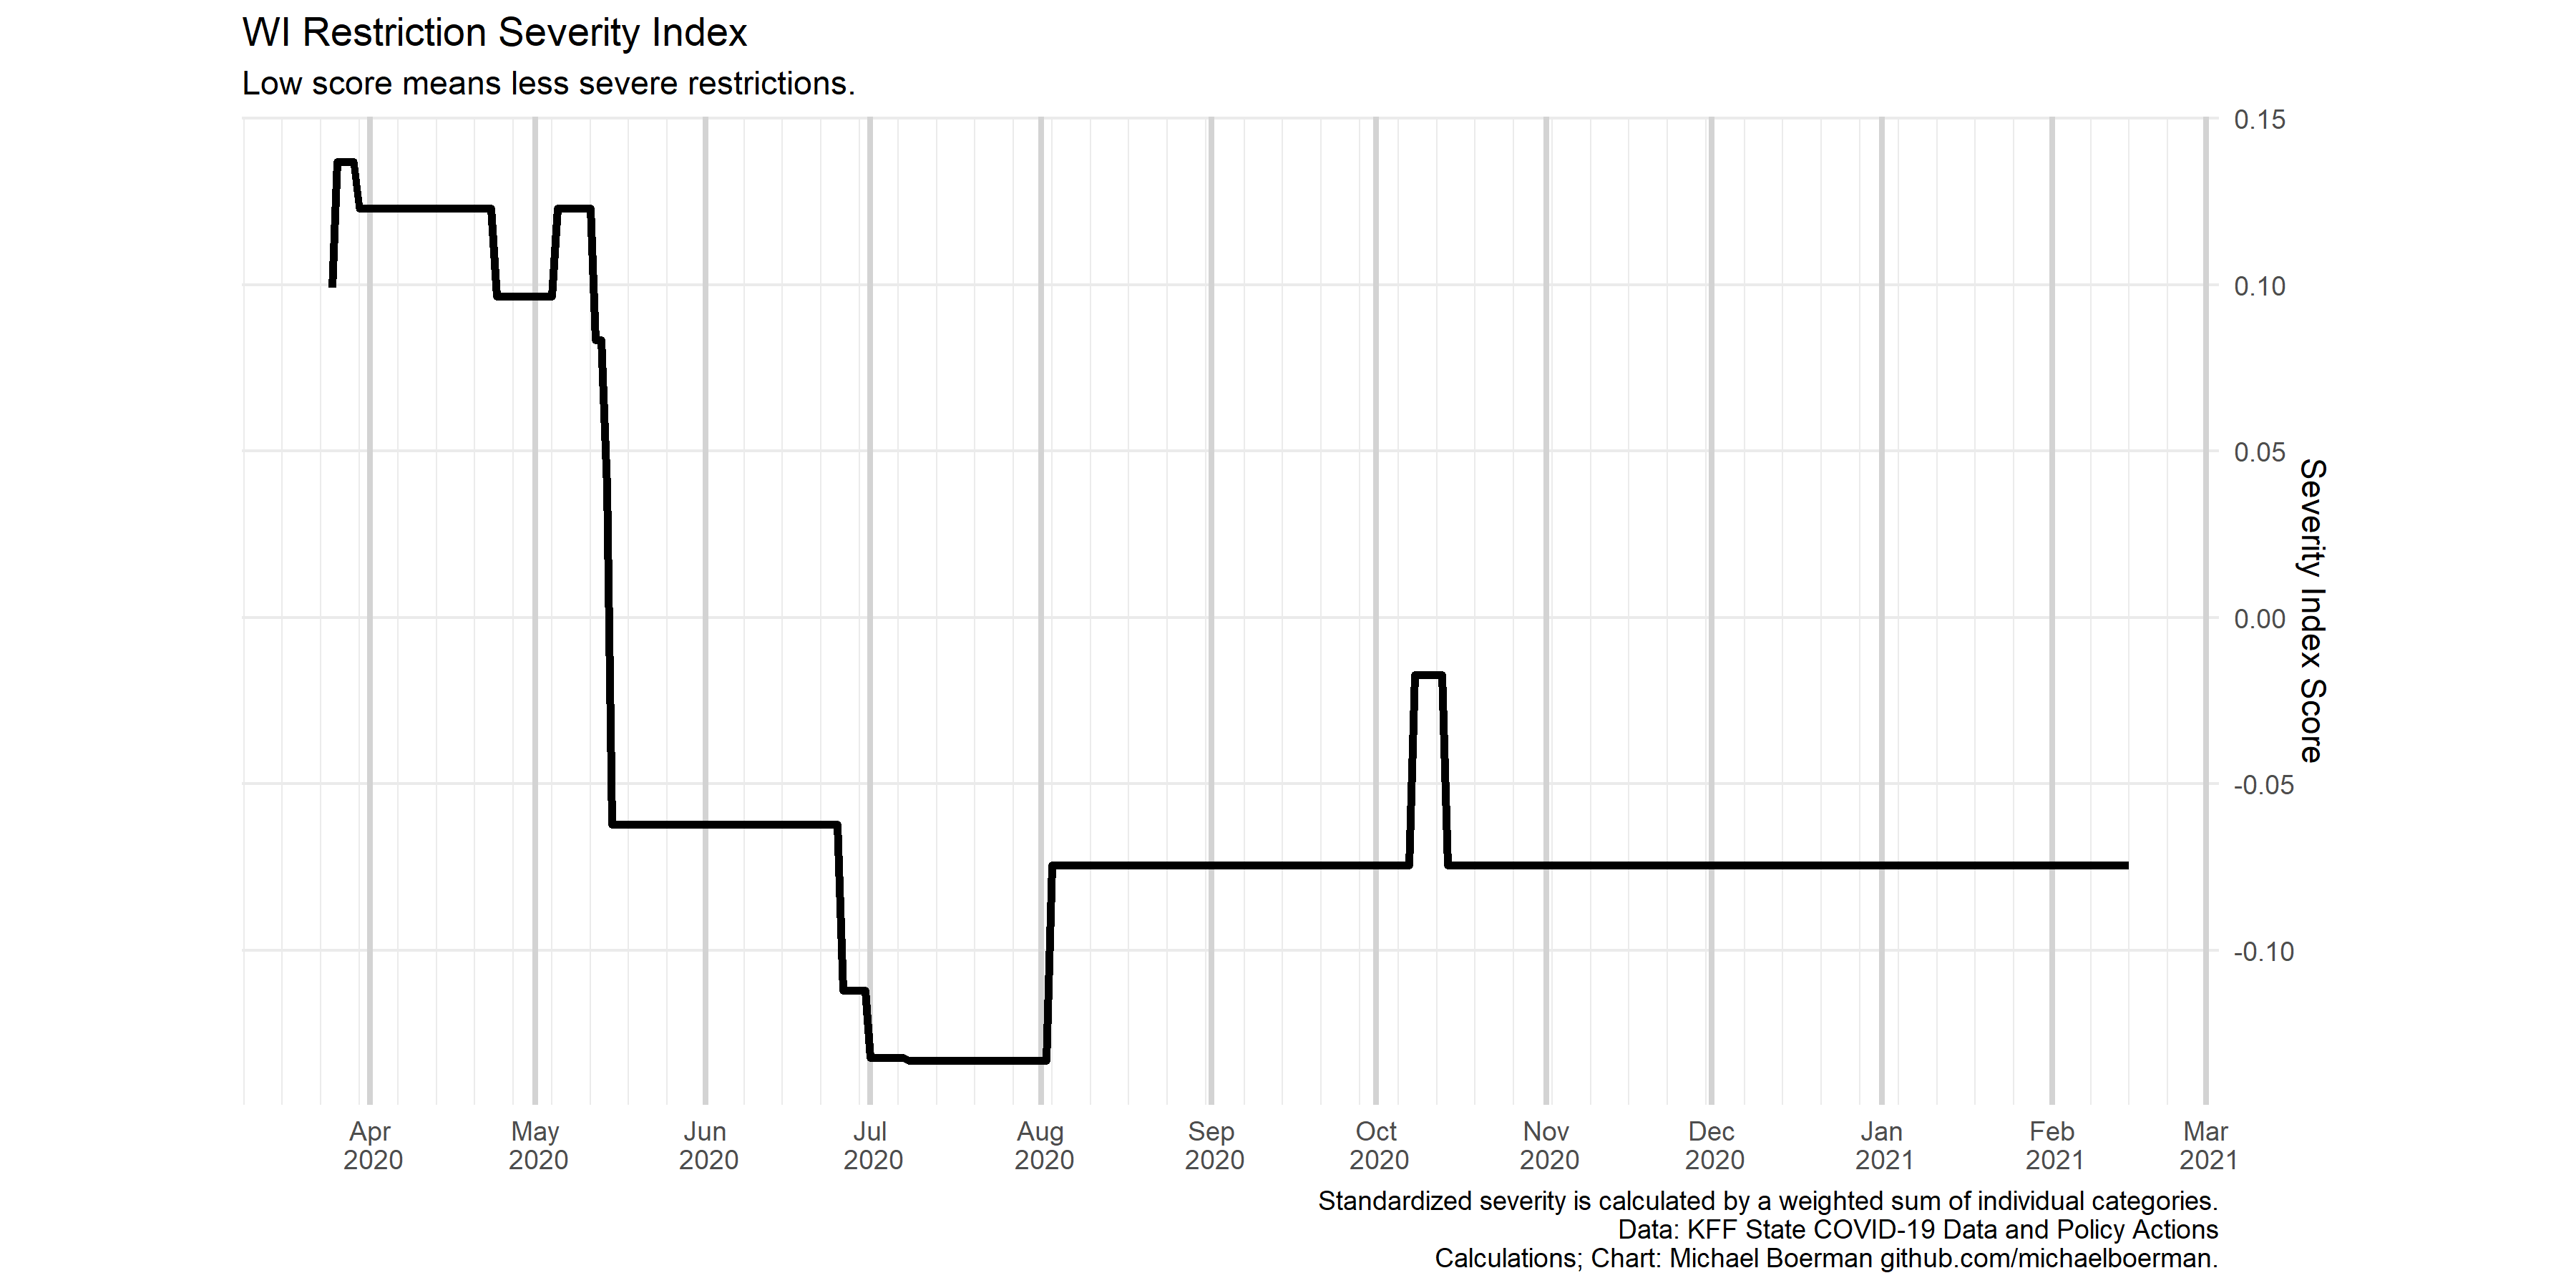 WI Restriction Severity Index
Low score means less severe restrictions.
0.15
0.10
0.05
0.00
-0.05
-0.10
Severity Index Score
Apr May Jun Jul Aug Sep Oct Nov Dec Jan Feb Mar
2020 2020 2020 2020 2020 2020 2020 2020 2020 2021 2021 2021
Standardized severity is calculated by a weighted sum of individual categories.
Data: KFF State COVID-19 Data and Policy Actions
Calculations; Chart: Michael Boerman github.com/michaelboerman.